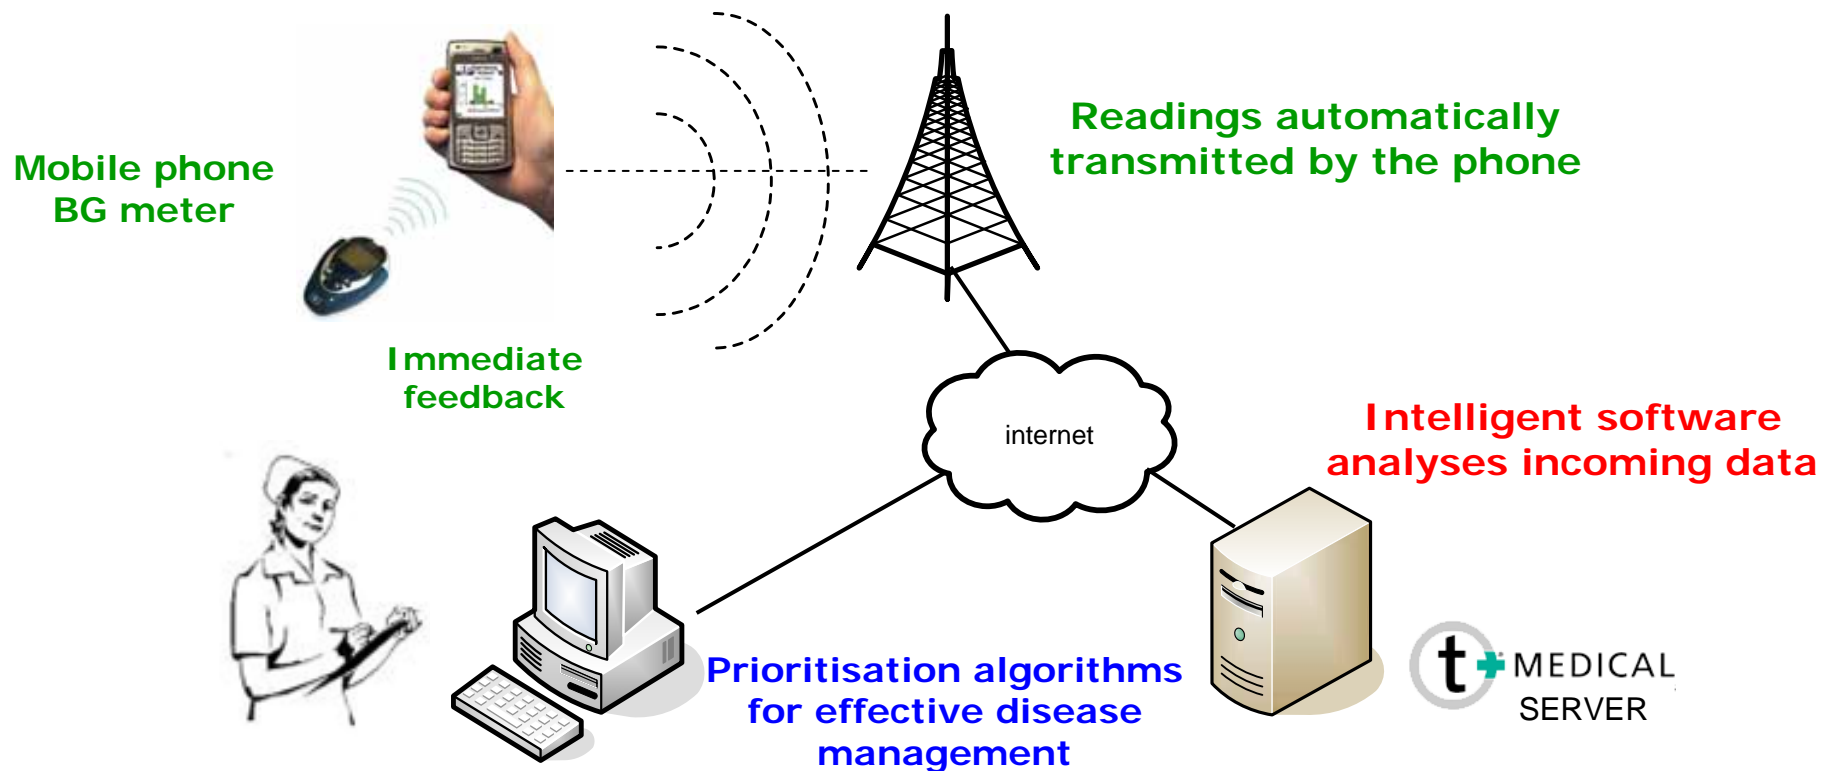 Mobile phone
BG meter
Readings automatically
transmitted by the phone
Immediate
feedback
internet
Intelligent software
analyses incoming data
Prioritisation algorithms
for effective disease
management
t+ MEDICAL
SERVER